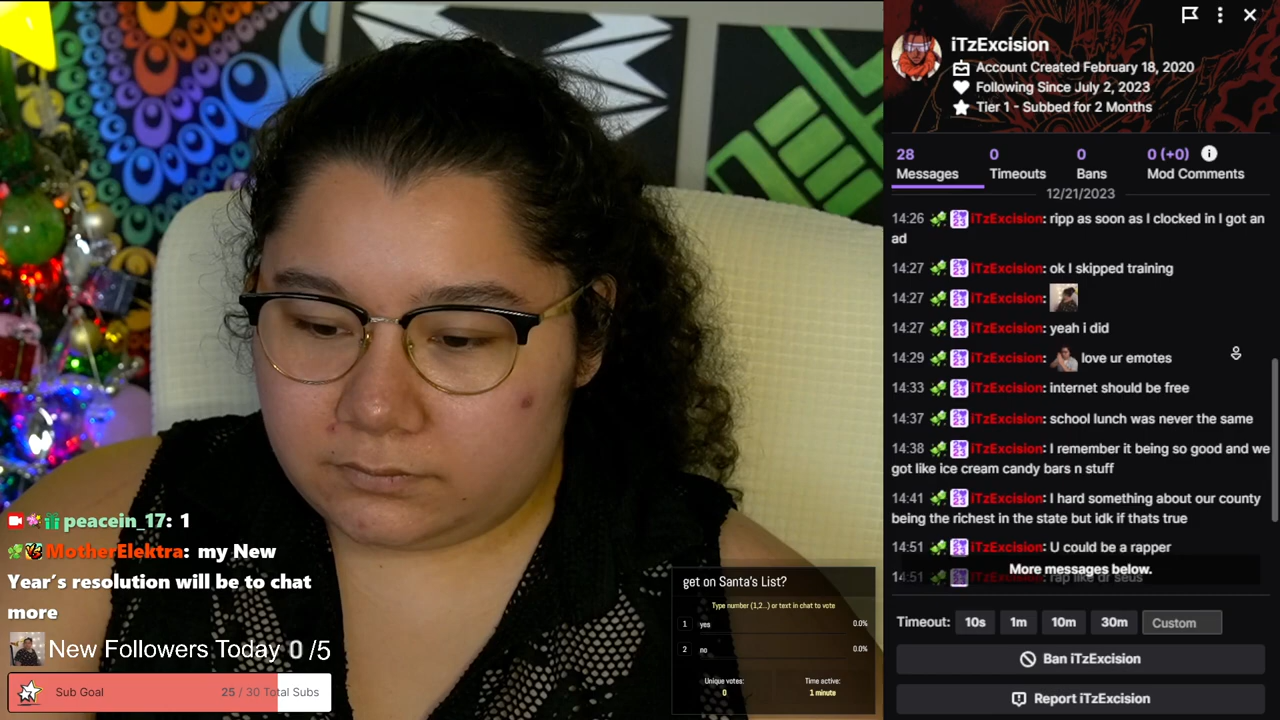 iTzExcision
Account Created February 18, 2020
Following Since July 2, 2023
Tier 1 - Subbed for 2 Months
28
Messages
0
Timeouts
0
Bans
0 (+0)
Mod Comments
12/21/2023
14:26 iTzExcision: ripp as soon as I clocked in I got an
ad
14:27 iTzExcision: ok I skipped training
14:27 iTzExcision:
14:27 iTzExcision: yeah i did
14:29 iTzExcision: love ur emotes
14:33 iTzExcision: internet should be free
14:37 iTzExcision: school lunch was never the same
14:38 iTzExcision: I remember it being so good and we
got like ice cream candy bars n stuff
14:41 iTzExcision: I hard something about our county
being the richest in the state but idk if thats true
14:51 iTzExcision: U could be a rapper
14:51 iTzExcision: rap like dr seus
More messages below.
Timeout: 10s 1m 10m 30m Custom
Ban iTzExcision
Report iTzExcision
peacein_17: 1
MotherElektra: my New
Year's resolution will be to chat
more
New Followers Today 0 /5
Sub Goal 25 / 30 Total Subs
get on Santa's List?
Type number (1,2...) or text in chat to vote
1 yes 0.0%
2 no 0.0%
Unique votes:
0
Time active:
1 minute